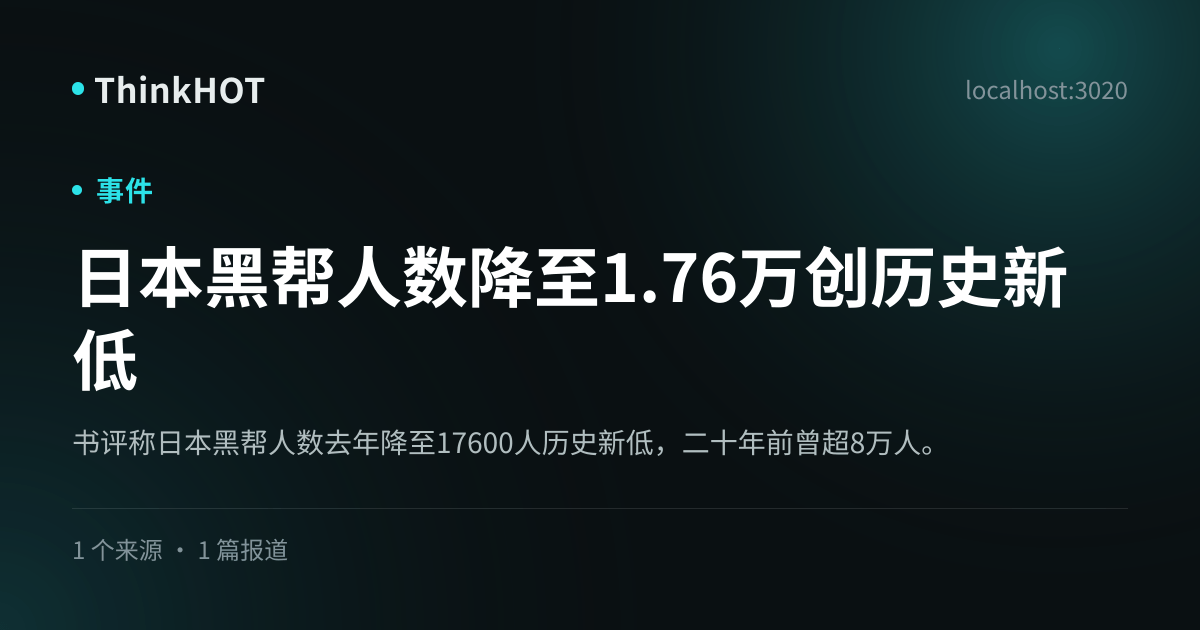 ThinkHOT
localhost:3020
事件
日本黑帮人数降至1.76万创历史新
低
书评称日本黑帮人数去年降至17600人历史新低，二十年前曾超8万人。
1 个来源 · 1 篇报道